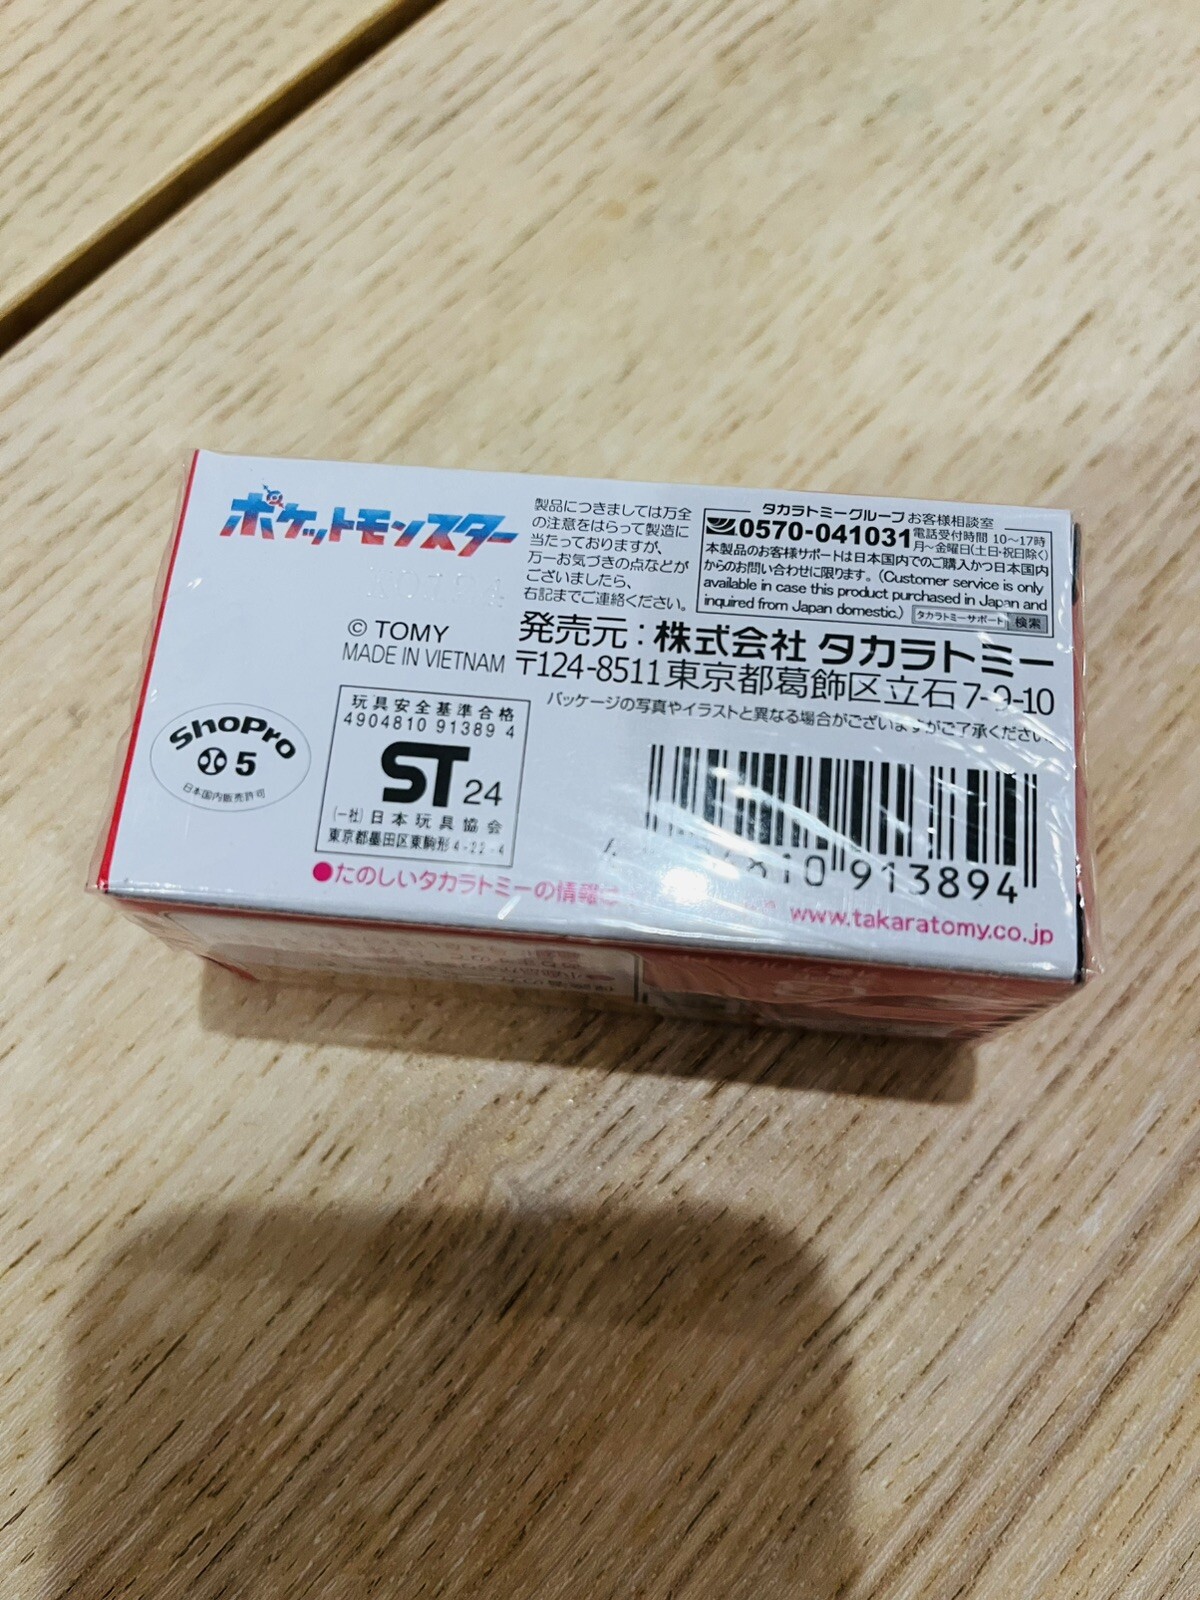 ポケットモンスター
製品につきましては万全
の注意をはらって製造に
当たっておりますが、
万一お気づきの点などが
ございましたら、
右記までご連絡ください。
タカラトミーグループ お客様相談室
0570-041031 電話受付時間 10〜17時
月〜金曜日(土日・祝日除く)
本製品のお客様サポートは日本国内でのご購入かつ日本国内
からのお問い合わせに限ります。(Customer service is only
available in case this product purchased in Japan and
inquired from Japan domestic.) タカラトミーサポート 検索
© TOMY
MADE IN VIETNAM
発売元：株式会社 タカラトミー
〒124-8511 東京都葛飾区立石7-9-10
パッケージの写真やイラストと異なる場合がございますがご了承ください。
ShoPro
5
日本国内販売許可
玩具安全基準合格
4904810 91389 4
ST 24
(一社)日本玩具協会
東京都墨田区東駒形4-22-4
810 913894
●たのしいタカラトミーの情報は
www.takaratomy.co.jp